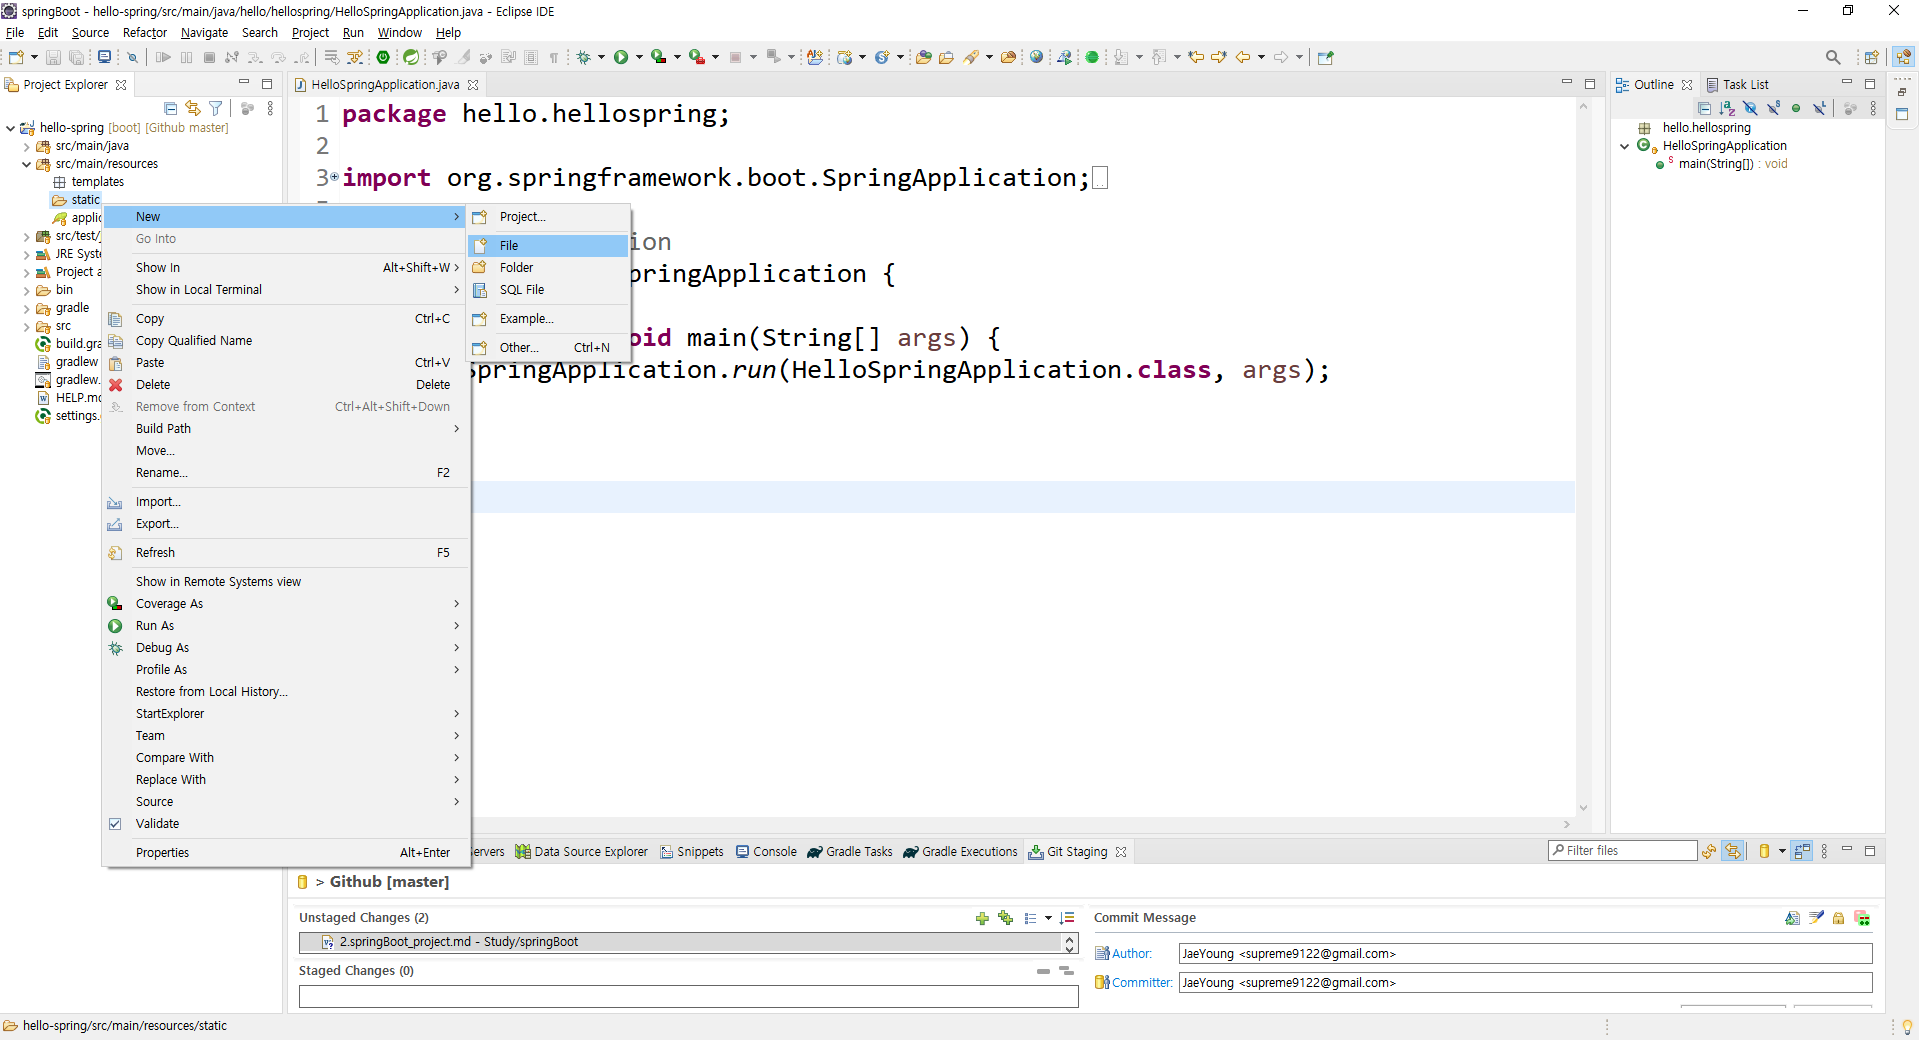 springBoot - hello-spring/src/main/java/hello/hellospring/HelloSpringApplication.java - Eclipse IDE
File Edit Source Refactor Navigate Search Project Run Window Help
Project Explorer
hello-spring [boot] [Github master]
src/main/java
src/main/resources
templates
static
applic
src/test/j
JRE Syste
Project a
bin
gradle
src
build.gra
gradlew
gradlew.
HELP.md
settings.
New
Go Into
Show In Alt+Shift+W
Show in Local Terminal
Copy Ctrl+C
Copy Qualified Name
Paste Ctrl+V
Delete Delete
Remove from Context Ctrl+Alt+Shift+Down
Build Path
Move...
Rename... F2
Import...
Export...
Refresh F5
Show in Remote Systems view
Coverage As
Run As
Debug As
Profile As
Restore from Local History...
StartExplorer
Team
Compare With
Replace With
Source
Validate
Properties Alt+Enter
Project...
File
Folder
SQL File
Example...
Other... Ctrl+N
HelloSpringApplication.java
1 package hello.hellospring;
2
3 import org.springframework.boot.SpringApplication;
ion
pringApplication {
oid main(String[] args) {
SpringApplication.run(HelloSpringApplication.class, args);
Outline Task List
hello.hellospring
HelloSpringApplication
main(String[]) : void
Servers Data Source Explorer Snippets Console Gradle Tasks Gradle Executions Git Staging Filter files
> Github [master]
Unstaged Changes (2)
2.springBoot_project.md - Study/springBoot
Staged Changes (0)
Commit Message
Author: JaeYoung <supreme9122@gmail.com>
Committer: JaeYoung <supreme9122@gmail.com>
hello-spring/src/main/resources/static